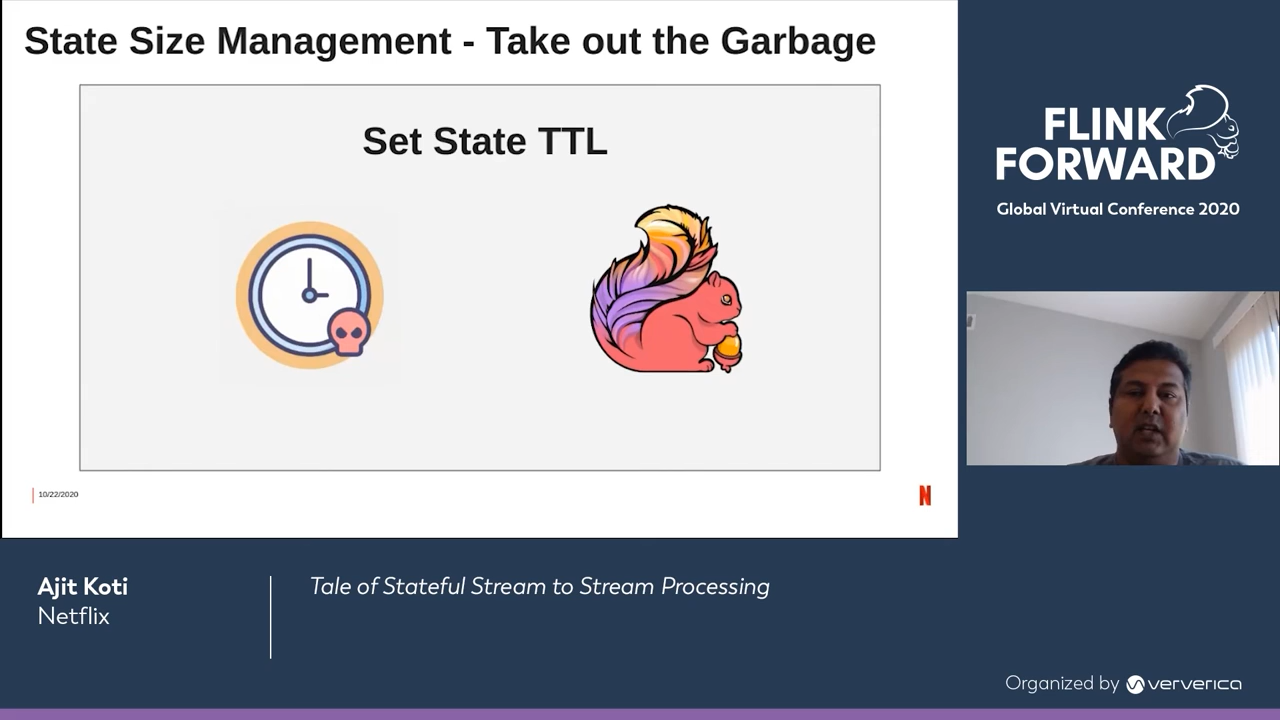 State Size Management - Take out the Garbage
Set State TTL
10/22/2020
N
FLINK
FORWARD
Global Virtual Conference 2020
Ajit Koti
Netflix
Tale of Stateful Stream to Stream Processing
Organized by ververica